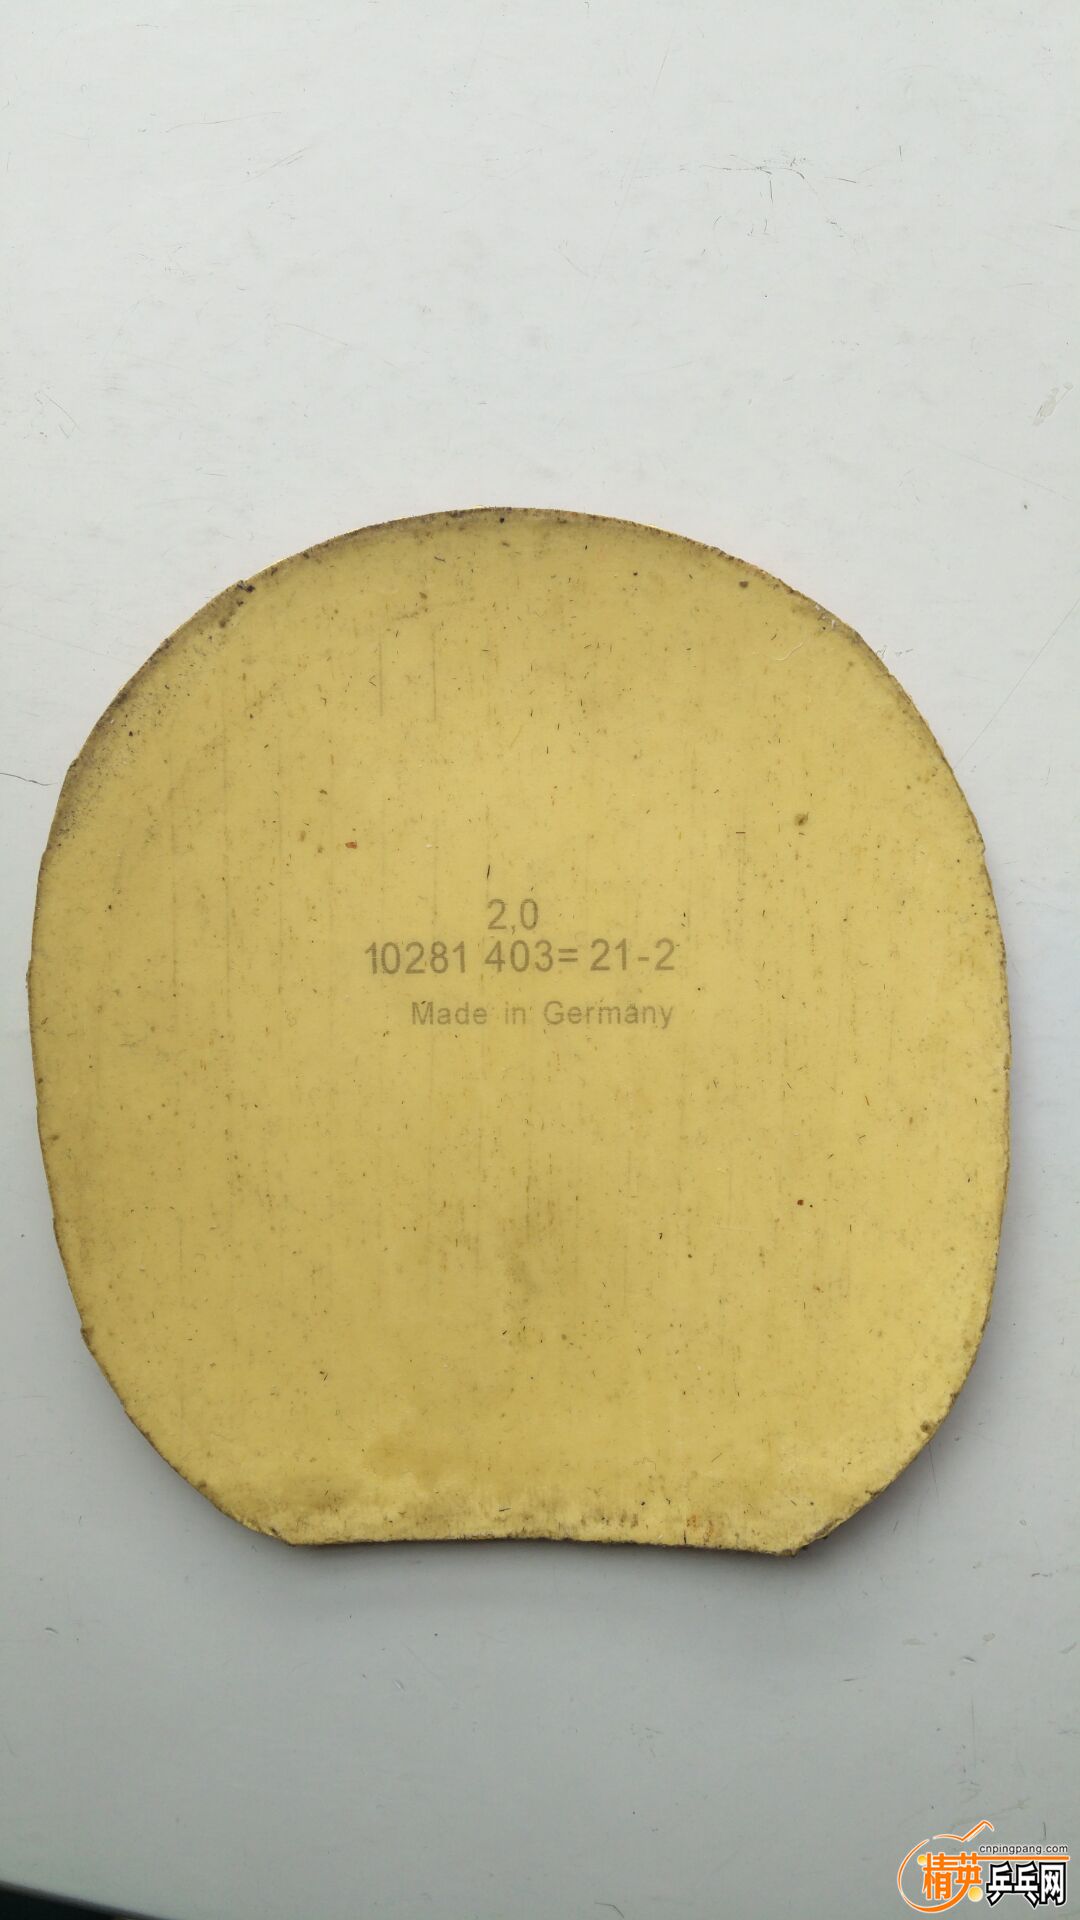 2,0
10281 403= 21-2
Made in Germany
cnpingpang.com
精英乒乓网